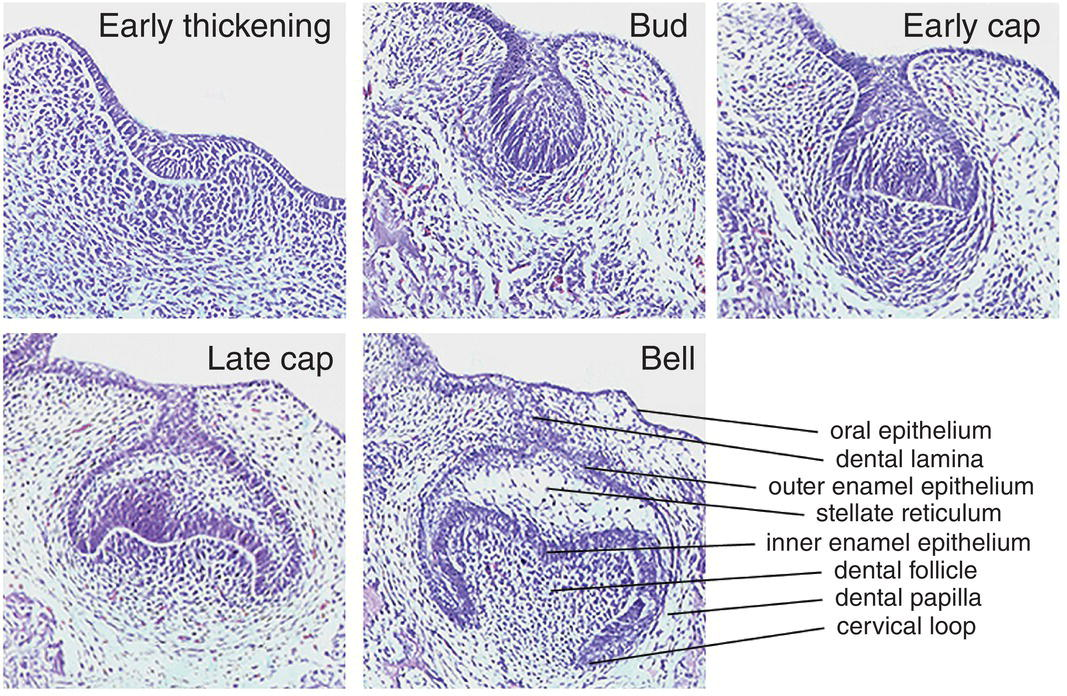 Early thickening
Bud
Early cap
Late cap
Bell
oral epithelium
dental lamina
outer enamel epithelium
stellate reticulum
inner enamel epithelium
dental follicle
dental papilla
cervical loop